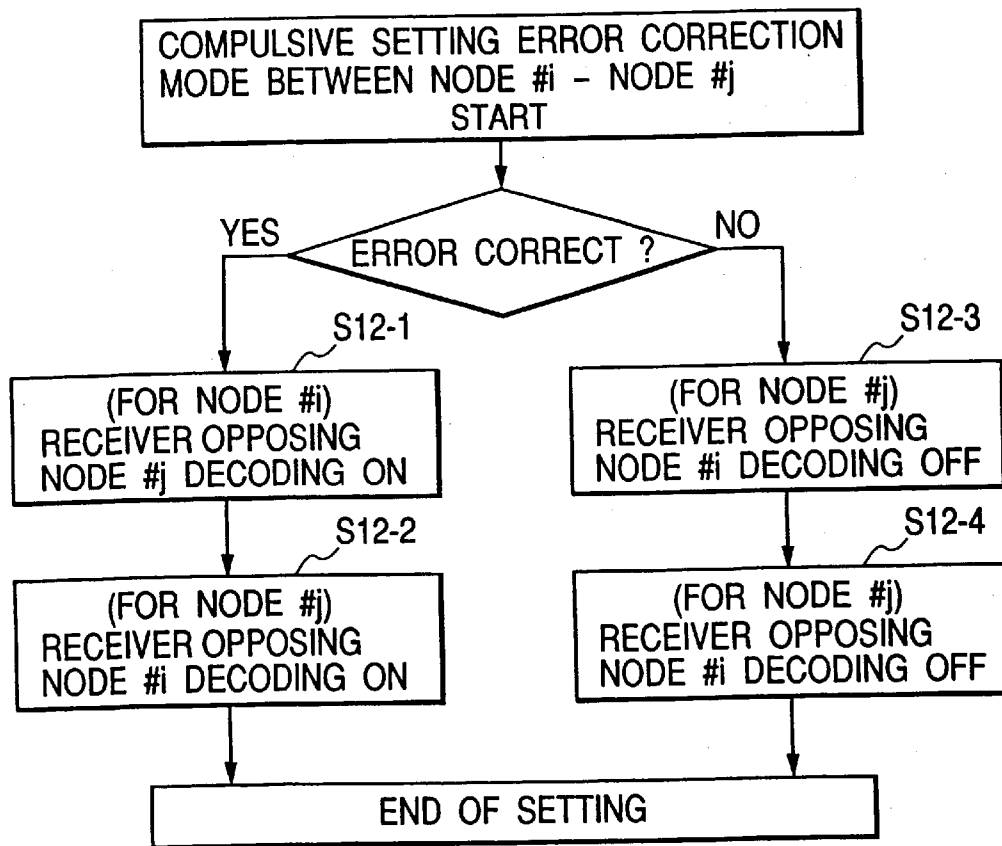 COMPULSIVE SETTING ERROR CORRECTION
MODE BETWEEN NODE #i – NODE #j
START
YES
ERROR CORRECT ?
NO
S12-1
(FOR NODE #i)
RECEIVER OPPOSING
NODE #j DECODING ON
S12-2
(FOR NODE #j)
RECEIVER OPPOSING
NODE #i DECODING ON
S12-3
(FOR NODE #j)
RECEIVER OPPOSING
NODE #i DECODING OFF
S12-4
(FOR NODE #j)
RECEIVER OPPOSING
NODE #i DECODING OFF
END OF SETTING